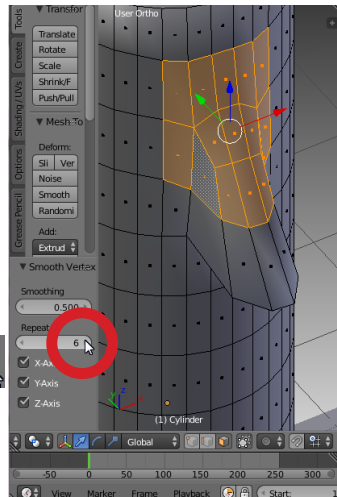 Tools
Create
Shading / UVs
Options
Grease Pencil
▼ Transfor
Translate
Rotate
Scale
Shrink/F
Push/Pull
▼ Mesh To
Deform:
Sli Ver
Noise
Smooth
Randomi
Add:
Extrud
▼ Smooth Vertex
Smoothing
0.500
Repeat
6
X-Ax
Y-Axis
Z-Axis
User Ortho
z
(1) Cylinder
Global
-50 0 50 100 150 200 250 300
View Marker Frame Playback Start: 1